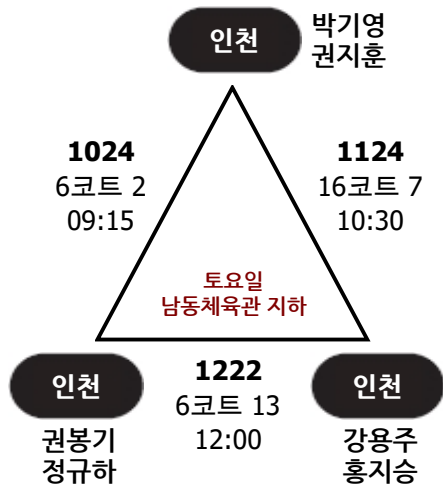 인천
박기영
권지훈
1024
6코트 2
09:15
1124
16코트 7
10:30
토요일
남동체육관 지하
인천
권봉기
정규하
1222
6코트 13
12:00
인천
강용주
홍지승